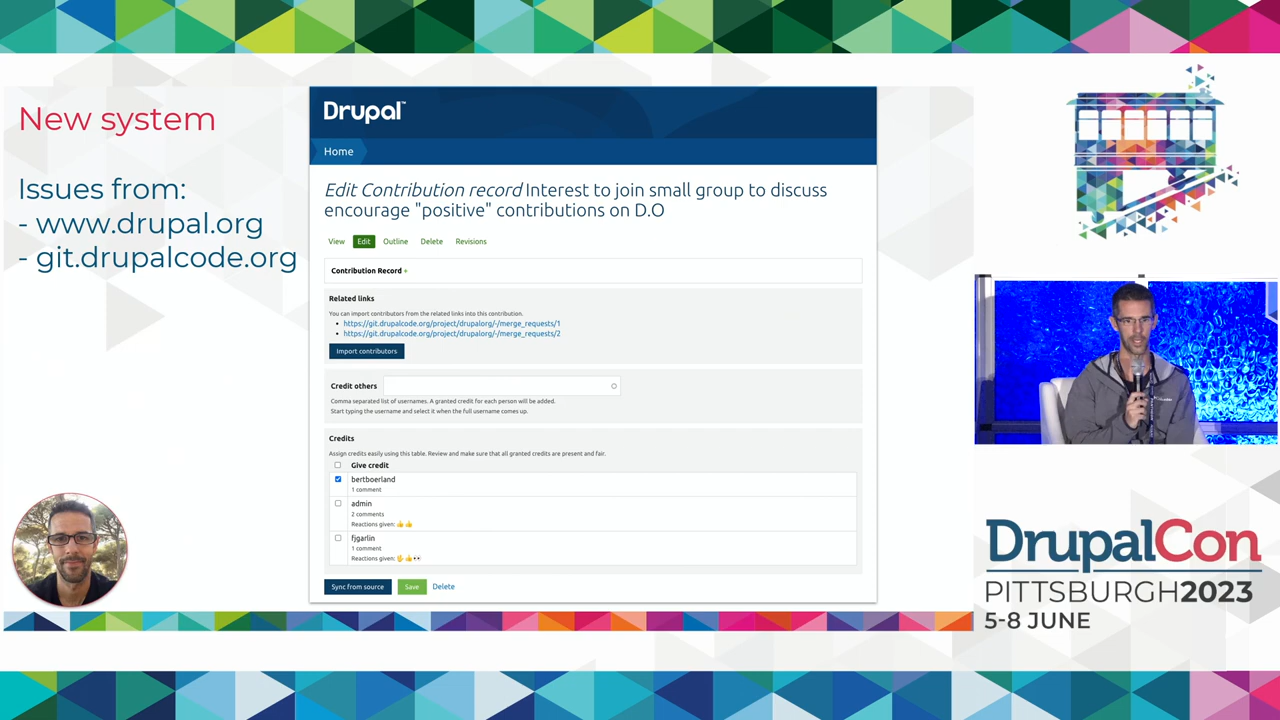 New system
Issues from:
- www.drupal.org
- git.drupalcode.org
Drupal™
Home
Edit Contribution record Interest to join small group to discuss
encourage "positive" contributions on D.O
View Edit Outline Delete Revisions
Contribution Record
Related links
You can import contributors from the related links into this contribution.
https://git.drupalcode.org/project/drupalorg/-/merge_requests/1
https://git.drupalcode.org/project/drupalorg/-/merge_requests/2
Import contributors
Credit others
Comma separated list of usernames. A granted credit for each person will be added.
Start typing the username and select it when the full username comes up.
Credits
Assign credits easily using this table. Review and make sure that all granted credits are present and fair.
Give credit
bertboerland
1 comment
admin
2 comments
Reactions given: 👍👍
fjgarlin
1 comment
Reactions given: 🖖👍👀
Sync from source Save Delete
DrupalCon
PITTSBURGH2023
5-8 JUNE